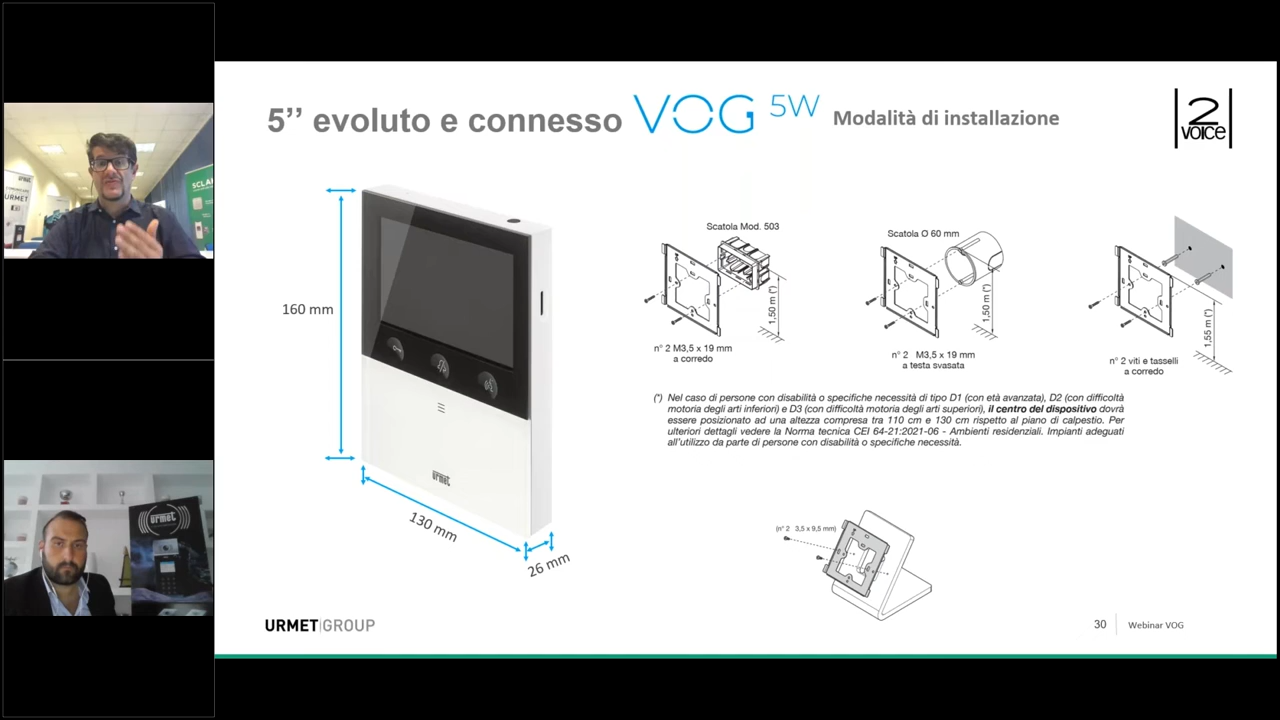 5’’ evoluto e connesso VOG 5W Modalità di installazione
2
VOICE
160 mm
130 mm
26 mm
urmet
Scatola Mod. 503
1,50 m (*)
n° 2 M3,5 x 19 mm
a corredo
Scatola Ø 60 mm
1,50 m (*)
n° 2 M3,5 x 19 mm
a testa svasata
1,55 m (*)
n° 2 viti e tasselli
a corredo
(*) Nel caso di persone con disabilità o specifiche necessità di tipo D1 (con età avanzata), D2 (con difficoltà
motoria degli arti inferiori) e D3 (con difficoltà motoria degli arti superiori), il centro del dispositivo dovrà
essere posizionato ad una altezza compresa tra 110 cm e 130 cm rispetto al piano di calpestio. Per
ulteriori dettagli vedere la Norma tecnica CEI 64-21:2021-06 - Ambienti residenziali. Impianti adeguati
all’utilizzo da parte di persone con disabilità o specifiche necessità.
(n° 2 3,5 x 9,5 mm)
URMET GROUP
30
Webinar VOG
URMET
SCLA
urmet